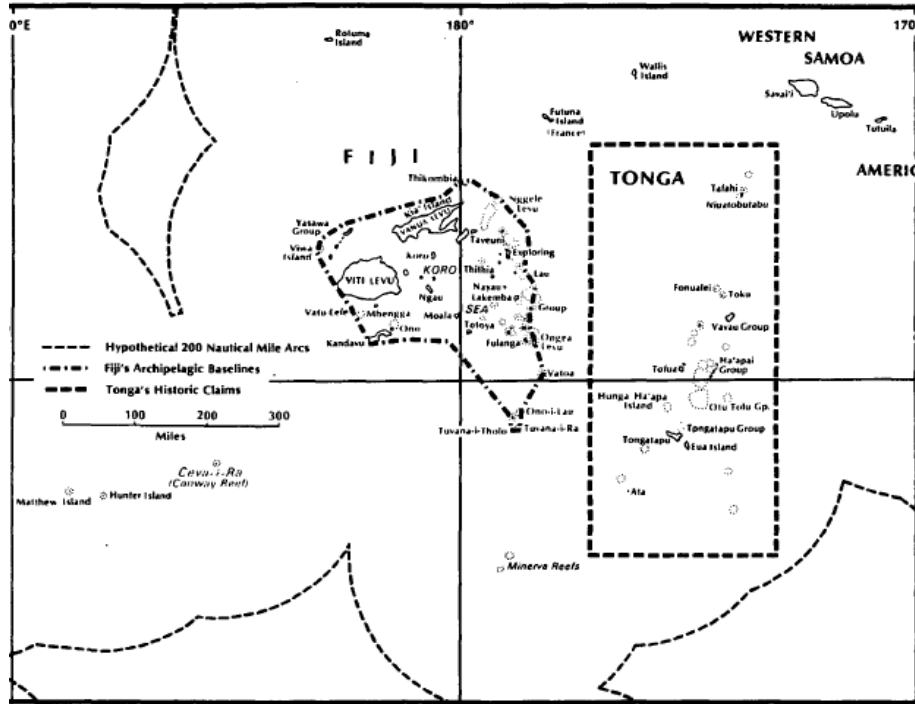 0°E
180°
170
Rotuma
Island
WESTERN
SAMOA
Wallis
Island
Savai'i
Upolu
Tutuila
Futuna
Island
(France)
AMERIC
FIJI
TONGA
Thikombia
Kia Island
VANUA LEVU
Nggele
Levu
Tafahi
Niuatobutabu
Yasawa
Group
Viwa
Island
Taveuni
Exploring
Koro
KORO
Thithia
Lau
VITI LEVU
Nayau
Lakemba
Fonualei
Toku
Ngau
SEA
Group
Vatu Lele
Mbengga
Moala
Totoya
Vavau Group
Ono
Kandavu
Fulanga
Ongea
Levu
Hypothetical 200 Nautical Mile Arcs
Fiji's Archipelagic Baselines
Tonga's Historic Claims
Vatoa
Tofua
Ha'apai
Group
0 100 200 300
Miles
Hunga Ha'apa
Island
Otu Tolu Gp.
Ono-i-Lau
Tuvana-i-Tholo
Tuvana-i-Ra
Tongatapu Group
Tongatapu
Eua Island
Ceva-i-Ra
(Conway Reef)
Matthew Island
Hunter Island
Ata
Minerva Reefs